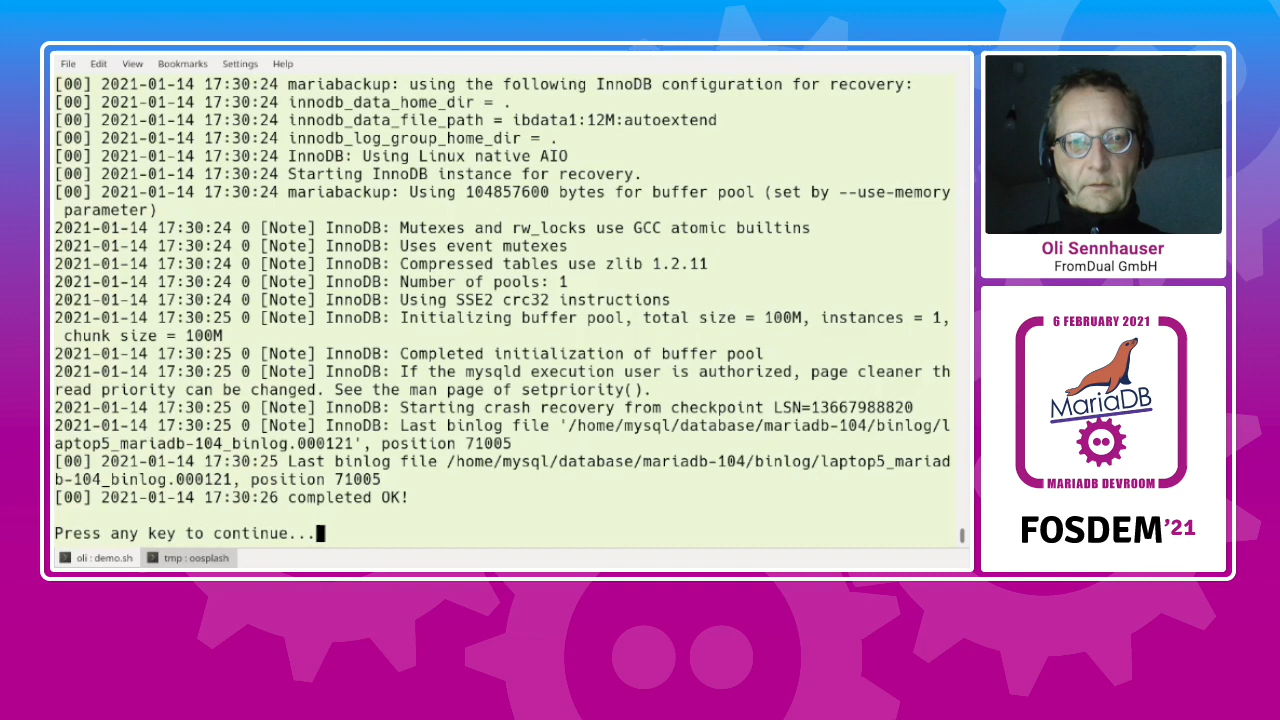 File Edit View Bookmarks Settings Help
[00] 2021-01-14 17:30:24 mariabackup: using the following InnoDB configuration for recovery:
[00] 2021-01-14 17:30:24 innodb_data_home_dir = .
[00] 2021-01-14 17:30:24 innodb_data_file_path = ibdata1:12M:autoextend
[00] 2021-01-14 17:30:24 innodb_log_group_home_dir = .
[00] 2021-01-14 17:30:24 InnoDB: Using Linux native AIO
[00] 2021-01-14 17:30:24 Starting InnoDB instance for recovery.
[00] 2021-01-14 17:30:24 mariabackup: Using 104857600 bytes for buffer pool (set by --use-memory
parameter)
2021-01-14 17:30:24 0 [Note] InnoDB: Mutexes and rw_locks use GCC atomic builtins
2021-01-14 17:30:24 0 [Note] InnoDB: Uses event mutexes
2021-01-14 17:30:24 0 [Note] InnoDB: Compressed tables use zlib 1.2.11
2021-01-14 17:30:24 0 [Note] InnoDB: Number of pools: 1
2021-01-14 17:30:24 0 [Note] InnoDB: Using SSE2 crc32 instructions
2021-01-14 17:30:25 0 [Note] InnoDB: Initializing buffer pool, total size = 100M, instances = 1,
chunk size = 100M
2021-01-14 17:30:25 0 [Note] InnoDB: Completed initialization of buffer pool
2021-01-14 17:30:25 0 [Note] InnoDB: If the mysqld execution user is authorized, page cleaner th
read priority can be changed. See the man page of setpriority().
2021-01-14 17:30:25 0 [Note] InnoDB: Starting crash recovery from checkpoint LSN=13667988820
2021-01-14 17:30:25 0 [Note] InnoDB: Last binlog file '/home/mysql/database/mariadb-104/binlog/l
aptop5_mariadb-104_binlog.000121', position 71005
[00] 2021-01-14 17:30:25 Last binlog file /home/mysql/database/mariadb-104/binlog/laptop5_mariad
b-104_binlog.000121, position 71005
[00] 2021-01-14 17:30:26 completed OK!
Press any key to continue...
oli : demo.sh tmp : oosplash
Oli Sennhauser
FromDual GmbH
6 FEBRUARY 2021
MariaDB
MARIADB DEVROOM
FOSDEM'21